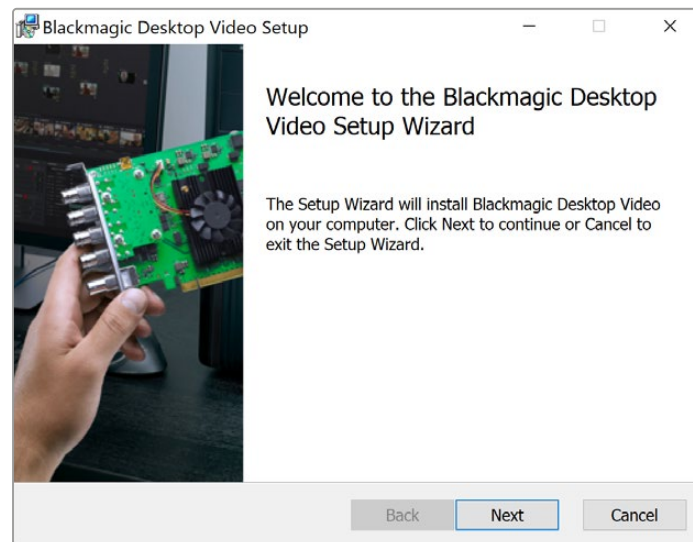 Blackmagic Desktop Video Setup
Welcome to the Blackmagic Desktop
Video Setup Wizard
The Setup Wizard will install Blackmagic Desktop Video
on your computer. Click Next to continue or Cancel to
exit the Setup Wizard.
Back Next Cancel